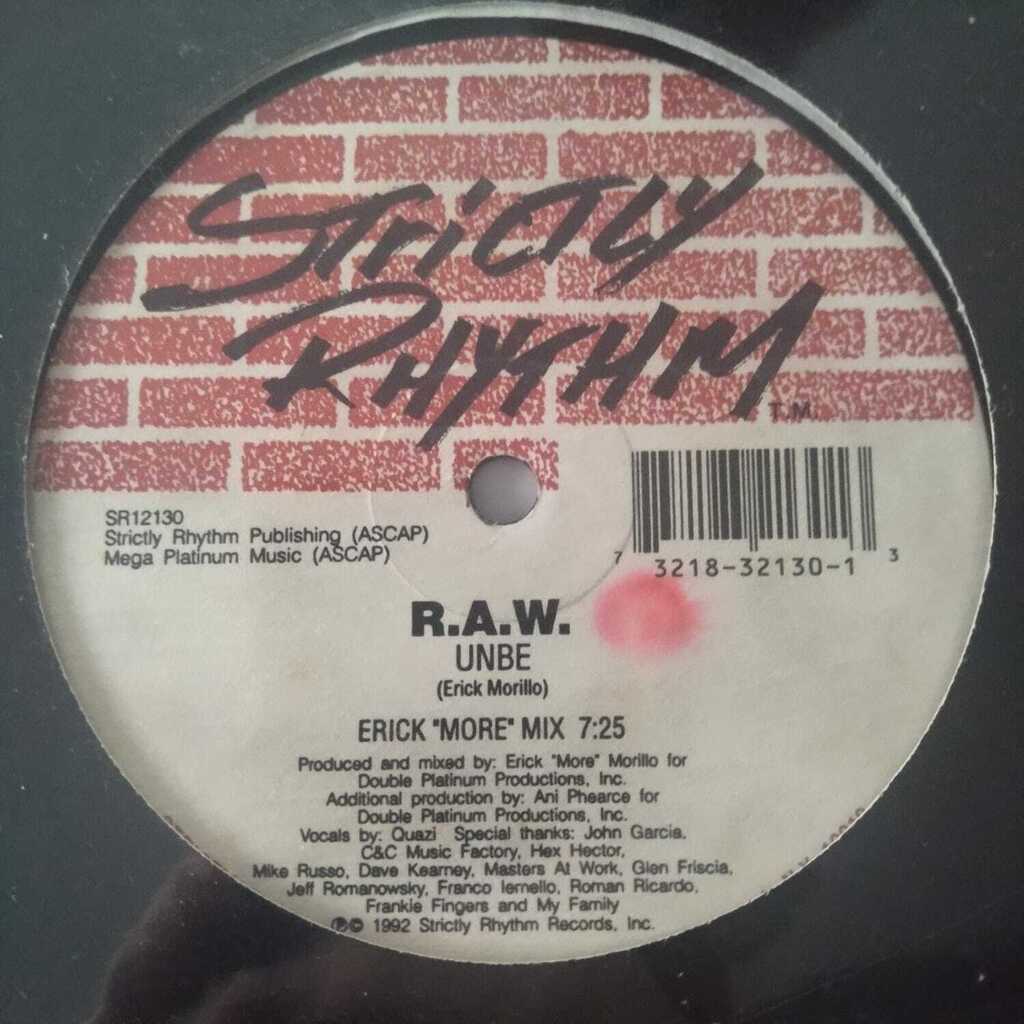 STRICTLY
RHYTHM
T.M.
SR12130
Strictly Rhythm Publishing (ASCAP)
Mega Platinum Music (ASCAP)
7 3218-32130-1 3
R.A.W.
UNBE
(Erick Morillo)
ERICK "MORE" MIX 7:25
Produced and mixed by: Erick "More" Morillo for
Double Platinum Productions, Inc.
Additional production by: Ani Phearce for
Double Platinum Productions, Inc.
Vocals by: Quazi Special thanks: John Garcia.
C&C Music Factory, Hex Hector,
Mike Russo, Dave Kearney, Masters At Work, Glen Friscia,
Jeff Romanowsky, Franco Iemello, Roman Ricardo,
Frankie Fingers and My Family
℗© 1992 Strictly Rhythm Records, Inc.